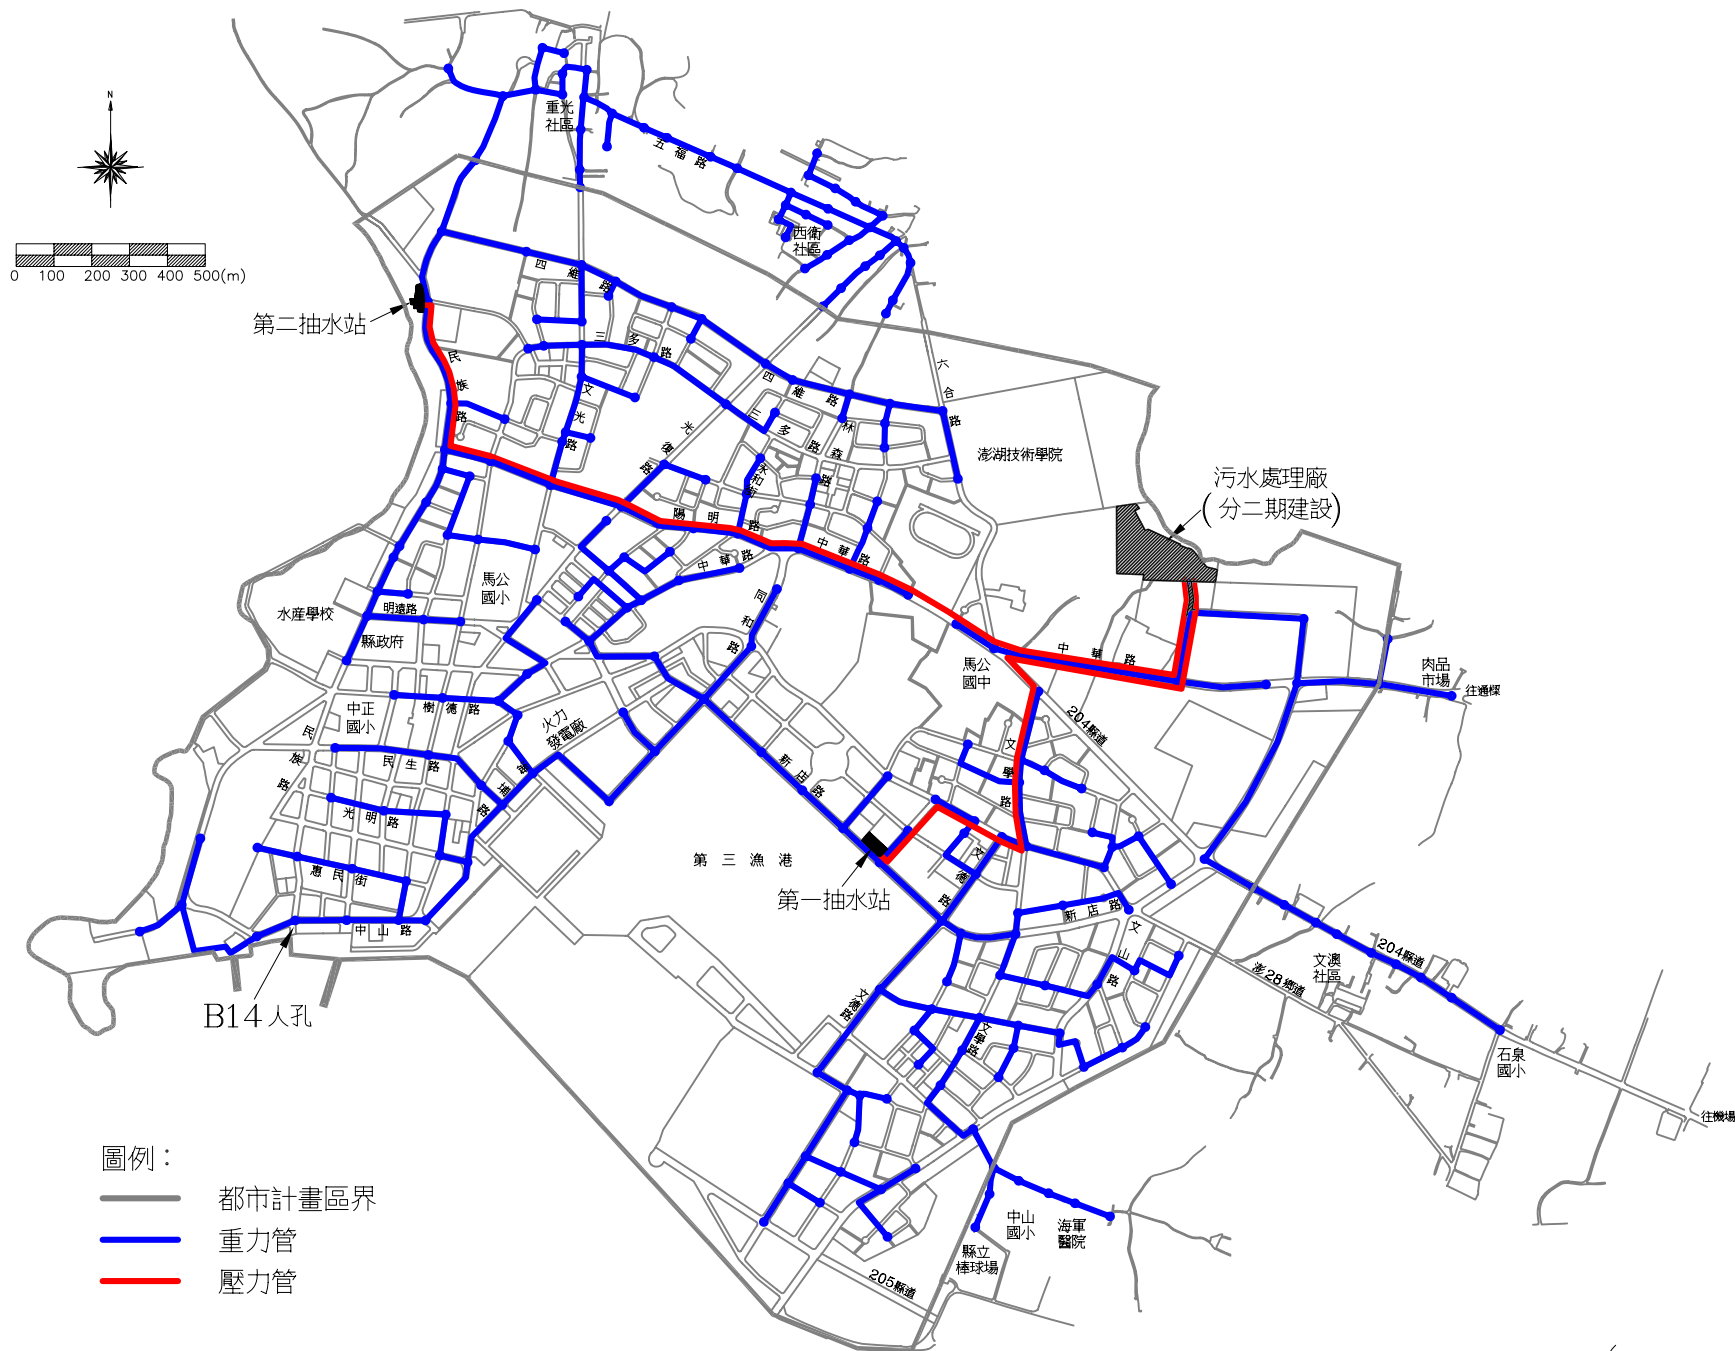 N
0 100 200 300 400 500(m)
重光
社區
五福路
西衛
社區
四維路
第二抽水站
三多路
民族路
文光路
六合路
四維路
光復路
三多路
林森路
永和街
澎湖技術學院
污水處理廠
(分二期建設)
陽明路
中華路
中華路
馬公
國小
水產學校
明遠路
縣政府
同和路
馬公
國中
中華路
肉品
市場
往通樑
中正
國小
樹德路
火力
發電廠
204縣道
民族路
民生路
新店路
文學路
海埔路
光明路
惠民街
第三漁港
第一抽水站
文德路
中山路
新店路
文山路
204縣道
文澳
社區
澎28鄉道
B14人孔
文德路
文學路
石泉
國小
往機場
圖例：
都市計畫區界
重力管
壓力管
中山
國小
海軍
醫院
縣立
棒球場
205縣道